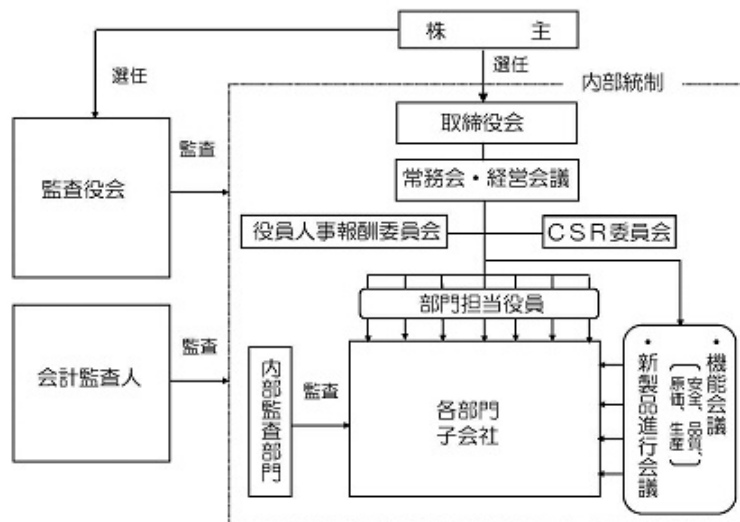 株　主
選任
選任
内部統制
取締役会
監査
監査役会
常務会・経営会議
役員人事報酬委員会
CSR委員会
部門担当役員
会計監査人
監査
内部監査部門
監査
各部門
子会社
・機能会議
安全、品質、
原価、生産
・新製品進行会議